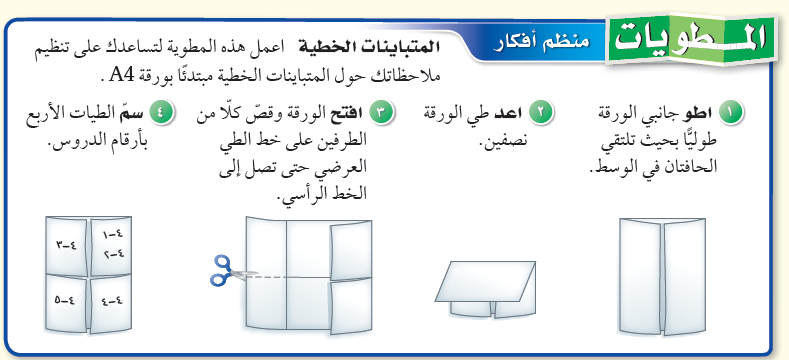 المطويات
منظم أفكار
المتباينات الخطية اعمل هذه المطوية لتساعدك على تنظيم
ملاحظاتك حول المتباينات الخطية مبتدئًا بورقة A4 .
١ اطو جانبي الورقة
طوليًّا بحيث تلتقي
الحافتان في الوسط.
٢ اعد طي الورقة
نصفين.
٣ افتح الورقة وقصّ كلًّا من
الطرفين على خط الطي
العرضي حتى تصل إلى
الخط الرأسي.
٤ سمّ الطيات الأربع
بأرقام الدروس.
٤-١
٤-٢
٤-٣
٤-٤
٤-٥